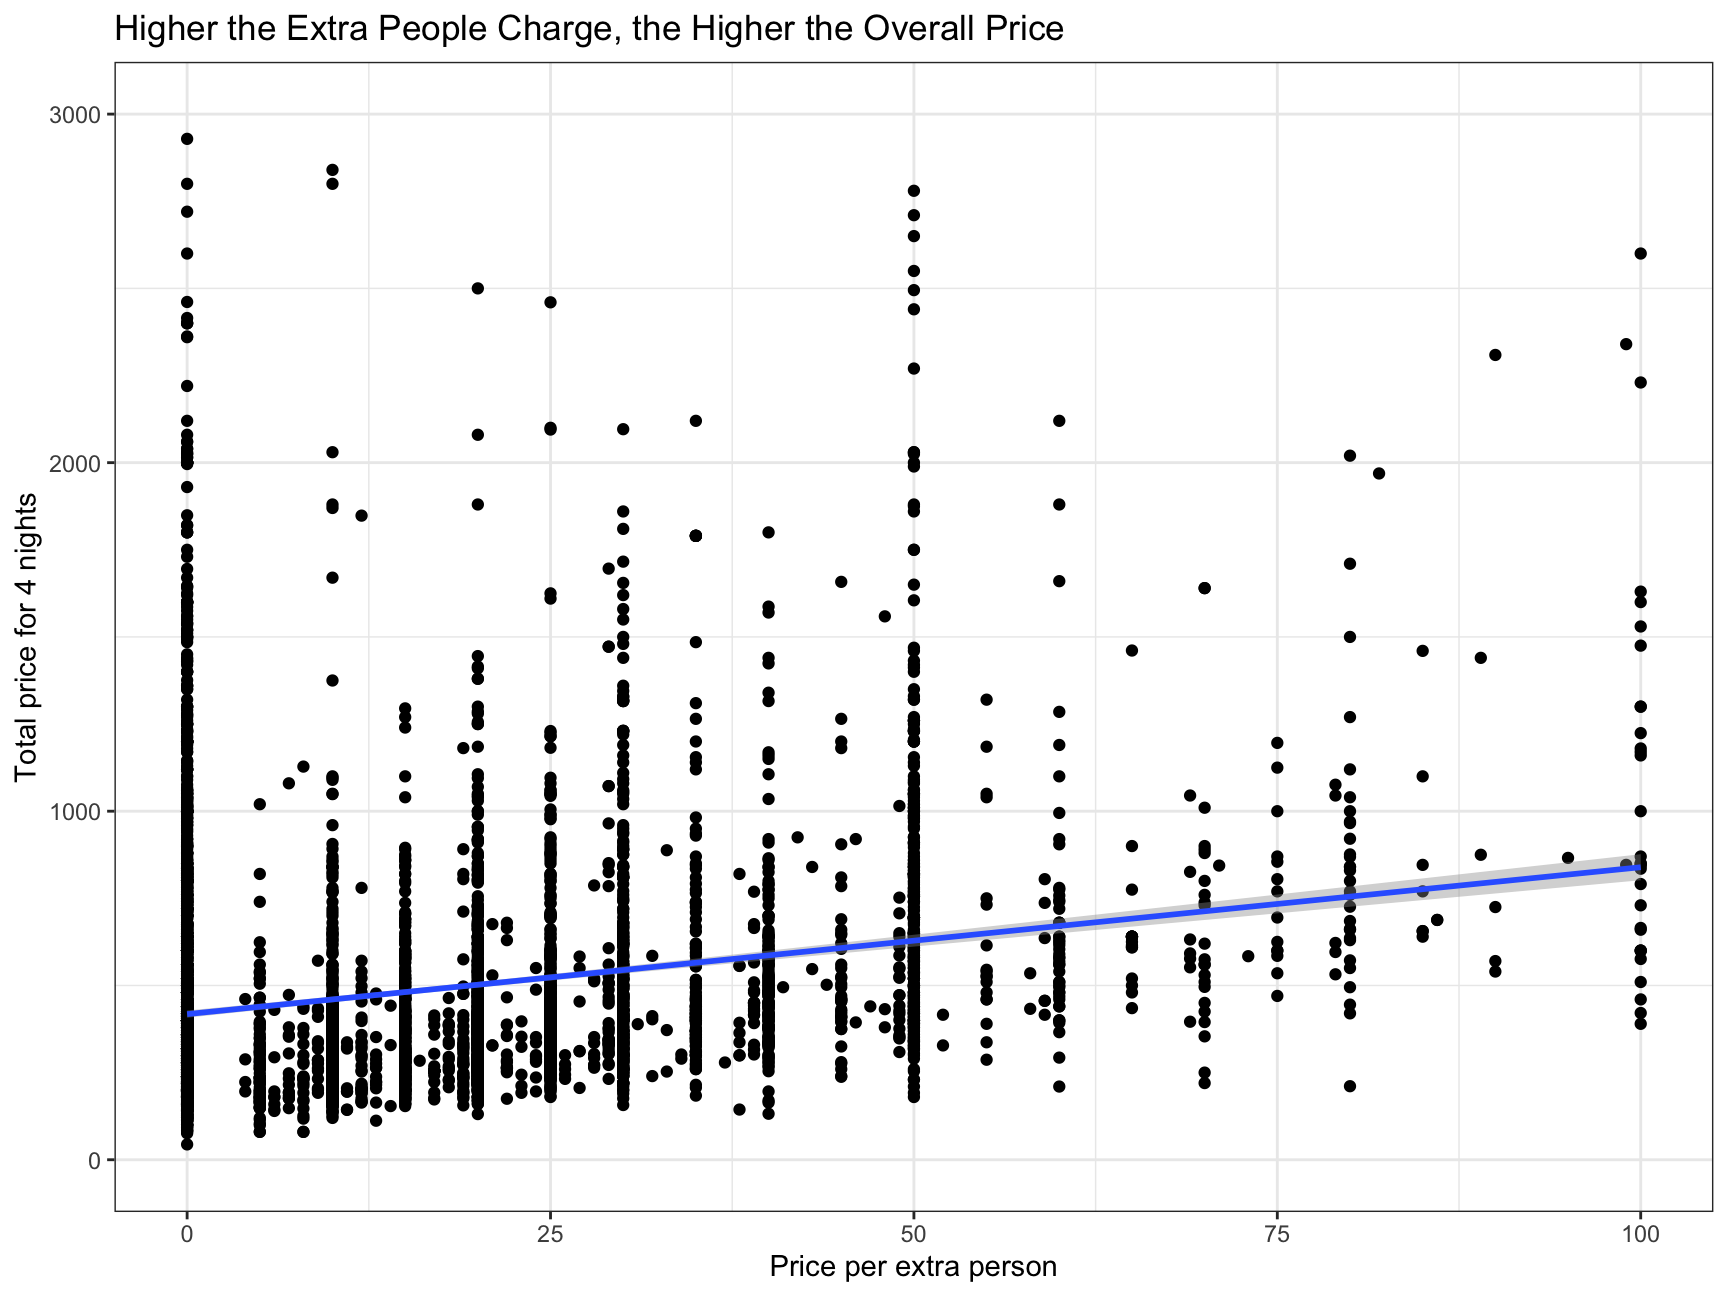 Higher the Extra People Charge, the Higher the Overall Price
3000
2000
1000
0
Total price for 4 nights
0 25 50 75 100
Price per extra person